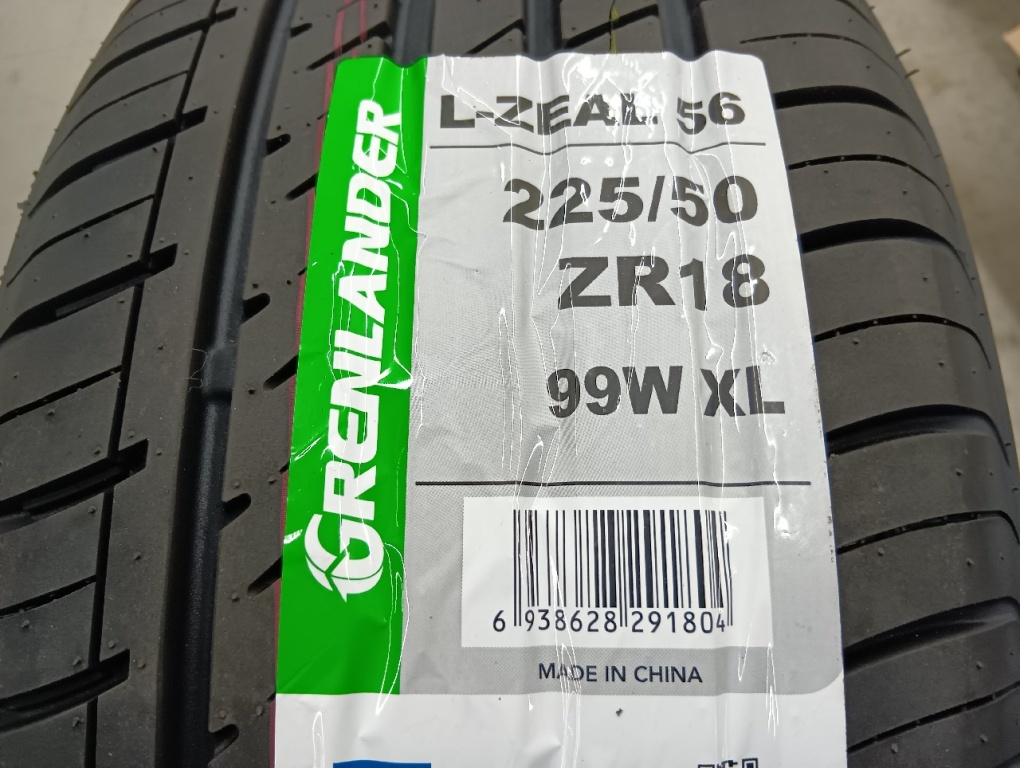 GRENLANDER
L-ZEAL 56
225/50
ZR18
99W XL
6 938628 291804
MADE IN CHINA